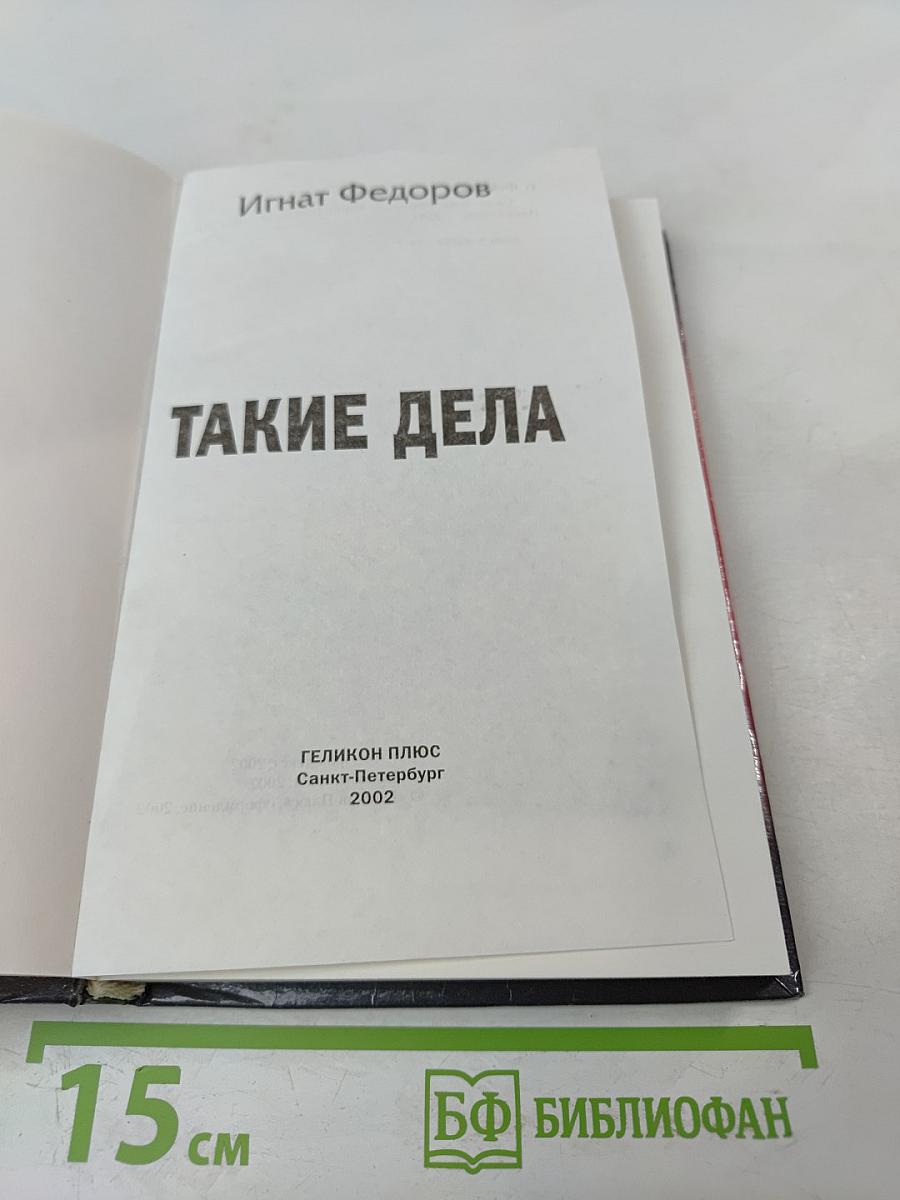 Игнат Федоров
ТАКИЕ ДЕЛА
ГЕЛИКОН ПЛЮС
Санкт-Петербург
2002
15 см
БФ БИБЛИОФАН